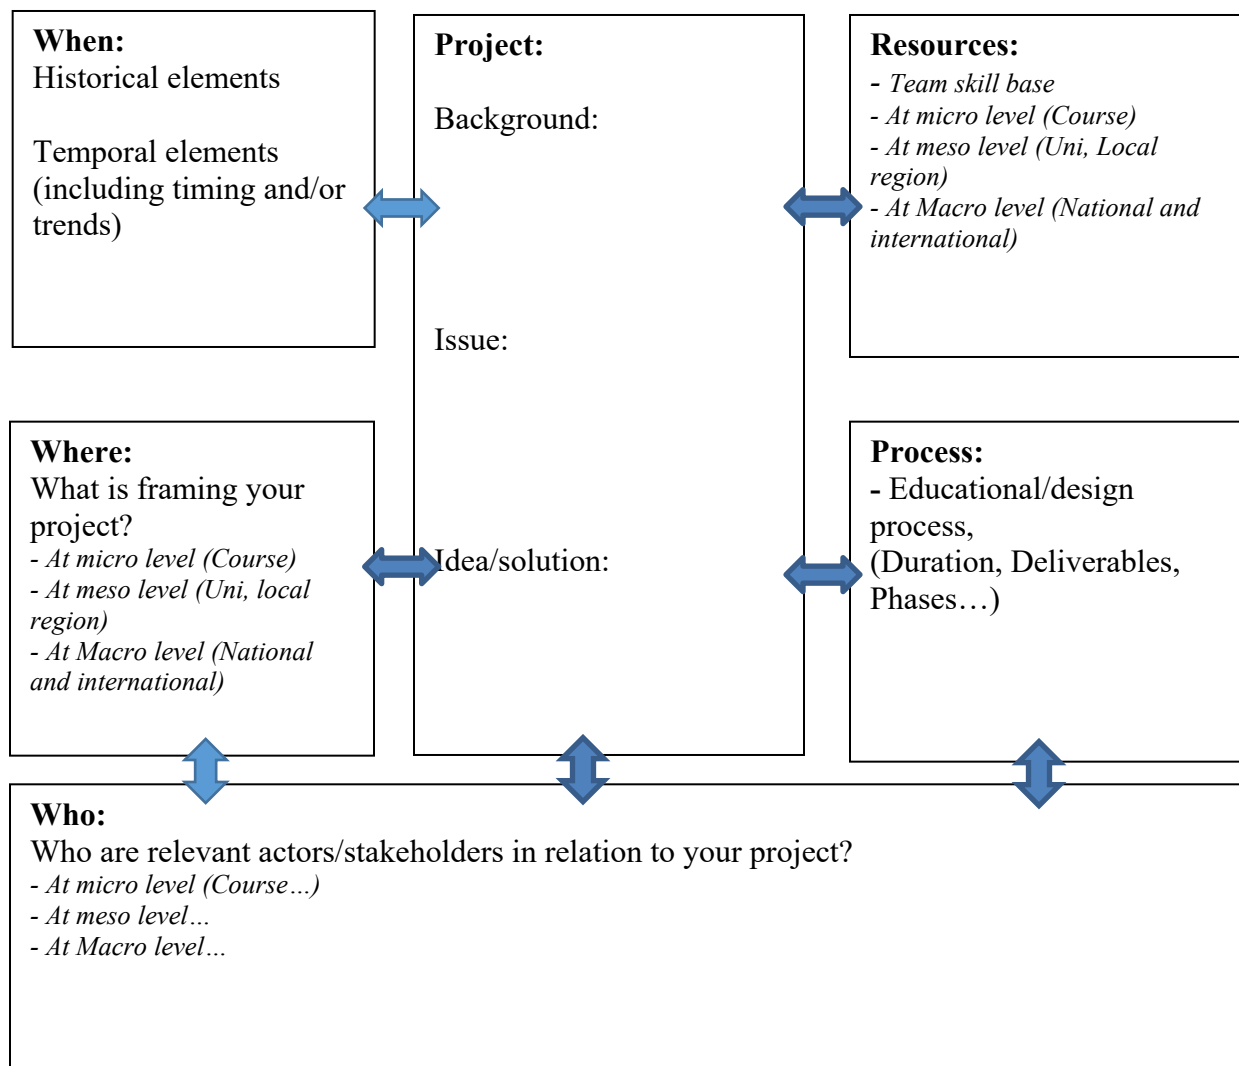 When:
Historical elements
Temporal elements
(including timing and/or
trends)
Project:
Background:
Issue:
Idea/solution:
Resources:
- Team skill base
- At micro level (Course)
- At meso level (Uni, Local
region)
- At Macro level (National and
international)
Where:
What is framing your
project?
- At micro level (Course)
- At meso level (Uni, local
region)
- At Macro level (National
and international)
Process:
- Educational/design
process,
(Duration, Deliverables,
Phases…)
Who:
Who are relevant actors/stakeholders in relation to your project?
- At micro level (Course…)
- At meso level…
- At Macro level…